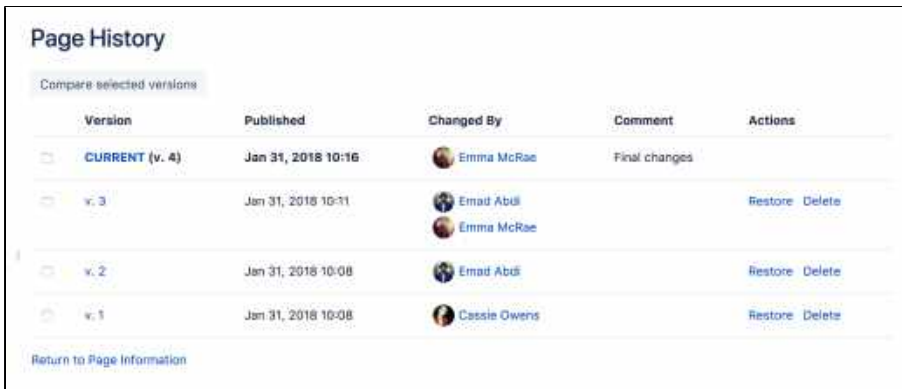 Page History
Compare selected versions
Version Published Changed By Comment Actions
CURRENT (v. 4) Jan 31, 2018 10:16 Emma McRae Final changes
v. 3 Jan 31, 2018 10:11 Emad Abdi Restore Delete
Emma McRae
v. 2 Jan 31, 2018 10:08 Emad Abdi Restore Delete
v. 1 Jan 31, 2018 10:08 Cassie Owens Restore Delete
Return to Page Information